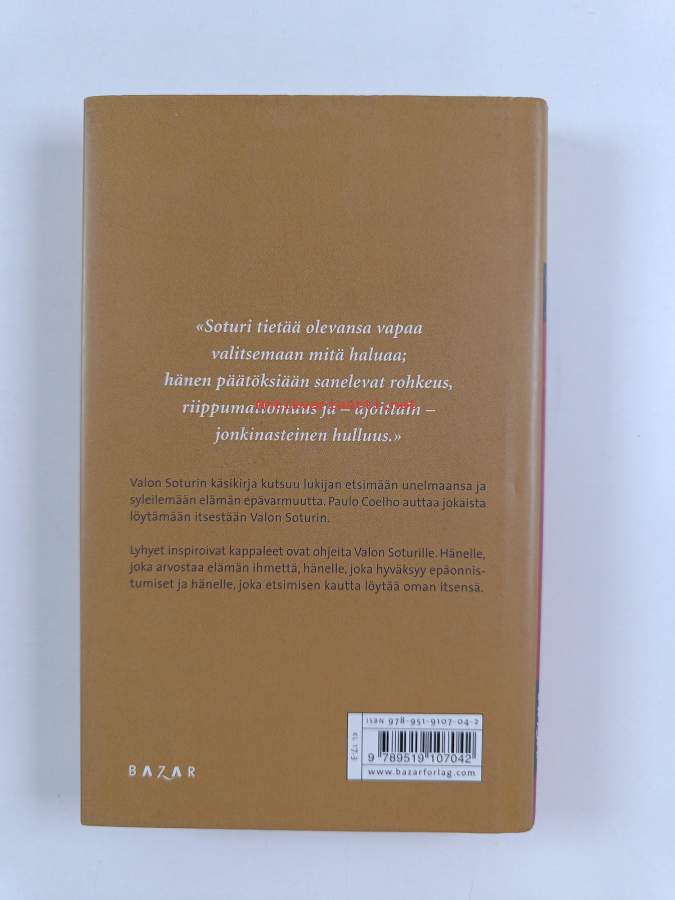 «Soturi tietää olevansa vapaa
valitsemaan mitä haluaa;
hänen päätöksiään sanelevat rohkeus,
riippumattomuus ja – ajoittain –
jonkinasteinen hulluus.»
Valon Soturin käsikirja kutsuu lukijan etsimään unelmaansa ja
syleilemään elämän epävarmuutta. Paulo Coelho auttaa jokaista
löytämään itsestään Valon Soturin.
Lyhyet inspiroivat kappaleet ovat ohjeita Valon Soturille. Hänelle,
joka arvostaa elämän ihmettä, hänelle, joka hyväksyy epäonnis-
tumiset ja hänelle, joka etsimisen kautta löytää oman itsensä.
ISBN 978-951-9107-04-2
KL 17.3
9 789519 107042
www.bazarforlag.com
BAZAR